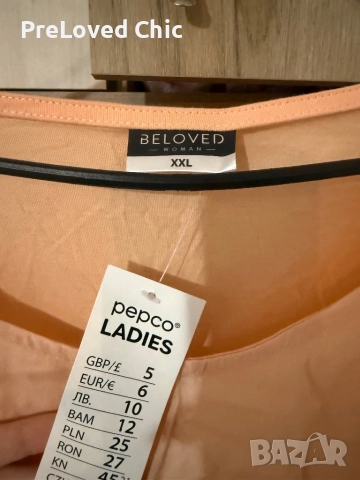 PreLoved Chic
BELOVED
WOMAN
XXL
pepco®
LADIES
GBP/£ 5
EUR/€ 6
ЛВ. 10
BAM 12
PLN 25
RON 27
KN 45
BAZAR